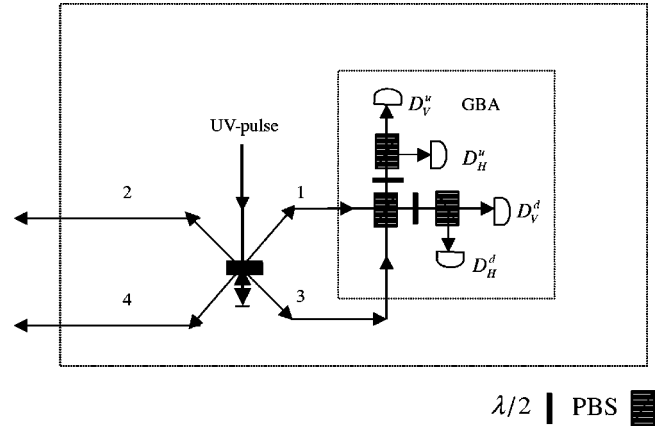 D_V^u GBA
UV-pulse
D_H^u
2
1
D_V^d
D_H^d
4
3
λ/2 PBS